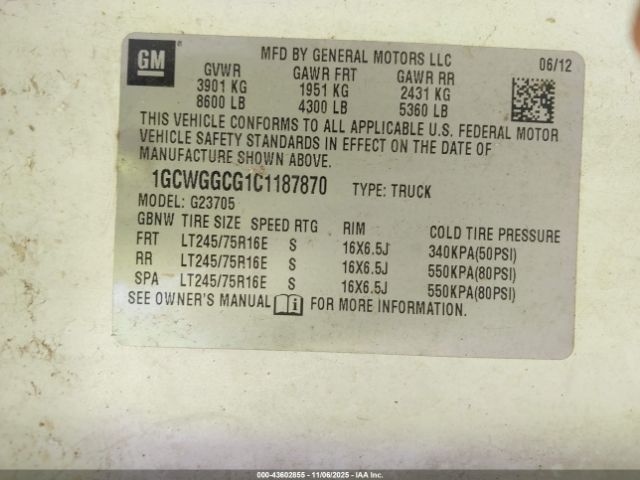 GM MFD BY GENERAL MOTORS LLC 06/12
GVWR GAWR FRT GAWR RR
3901 KG 1951 KG 2431 KG
8600 LB 4300 LB 5360 LB
THIS VEHICLE CONFORMS TO ALL APPLICABLE U.S. FEDERAL MOTOR
VEHICLE SAFETY STANDARDS IN EFFECT ON THE DATE OF
MANUFACTURE SHOWN ABOVE.
1GCWGGCG1C1187870 TYPE: TRUCK
MODEL: G23705
GBNW TIRE SIZE SPEED RTG RIM COLD TIRE PRESSURE
FRT LT245/75R16E S 16X6.5J 340KPA(50PSI)
RR LT245/75R16E S 16X6.5J 550KPA(80PSI)
SPA LT245/75R16E S 16X6.5J 550KPA(80PSI)
SEE OWNER'S MANUAL FOR MORE INFORMATION.
000-43602855 - 11/06/2025 - IAA Inc.